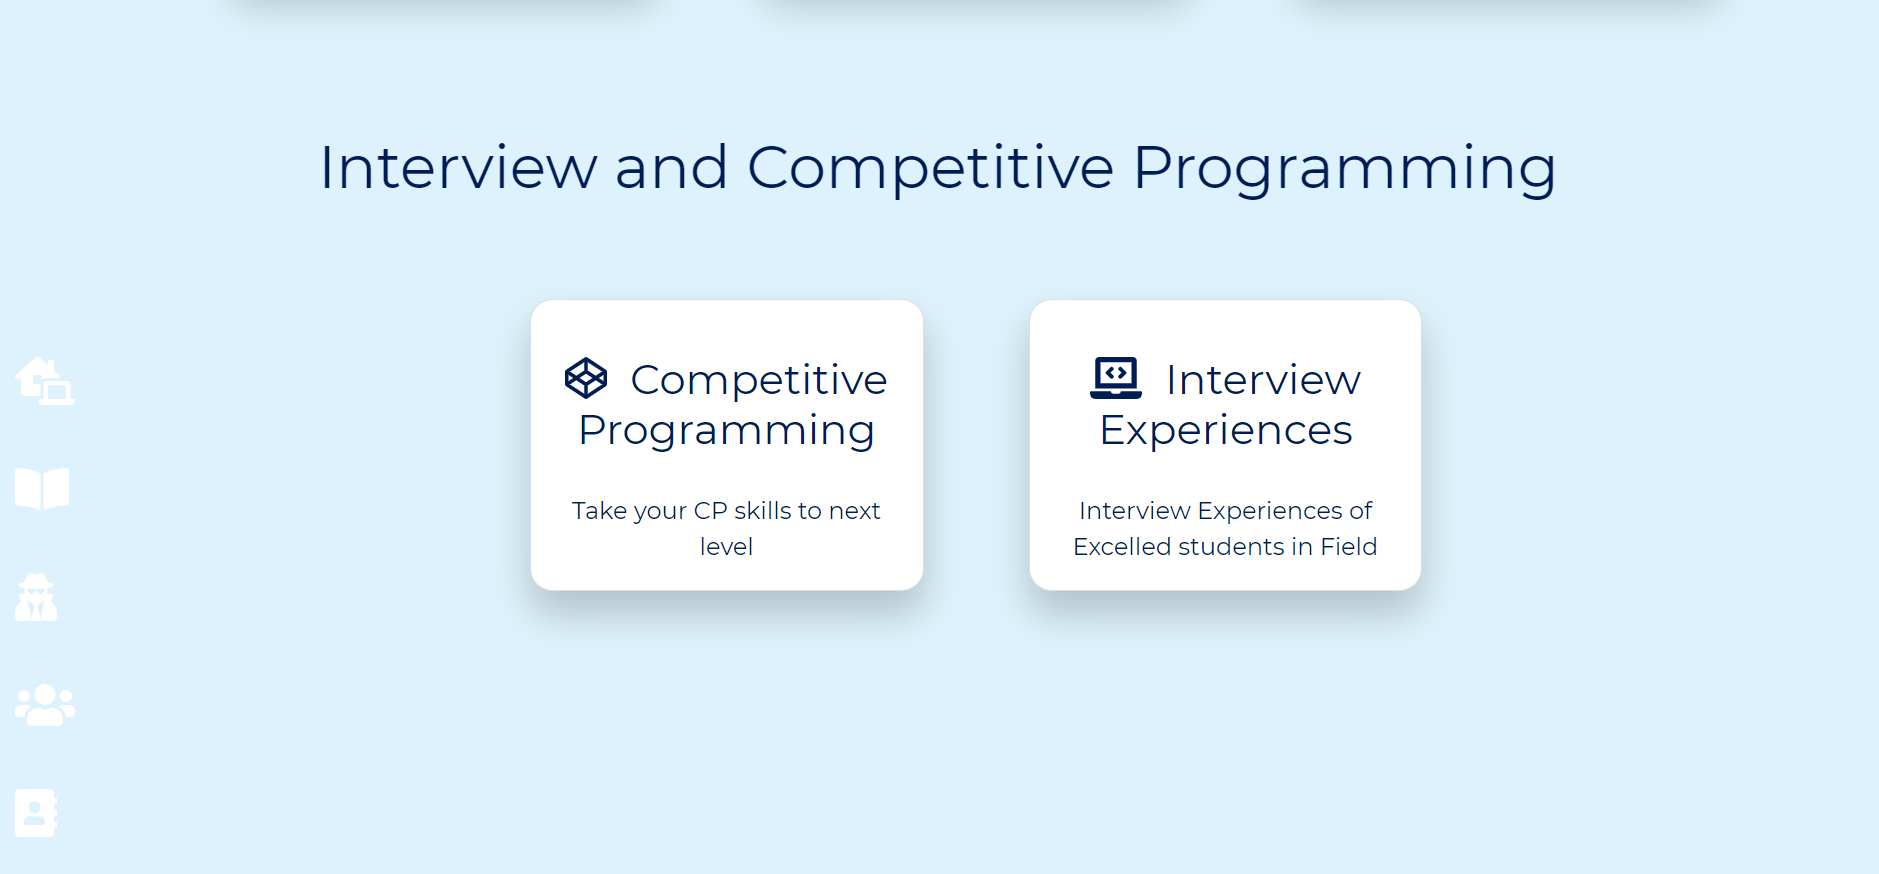 Interview and Competitive Programming
Competitive
Programming
Take your CP skills to next
level
Interview
Experiences
Interview Experiences of
Excelled students in Field